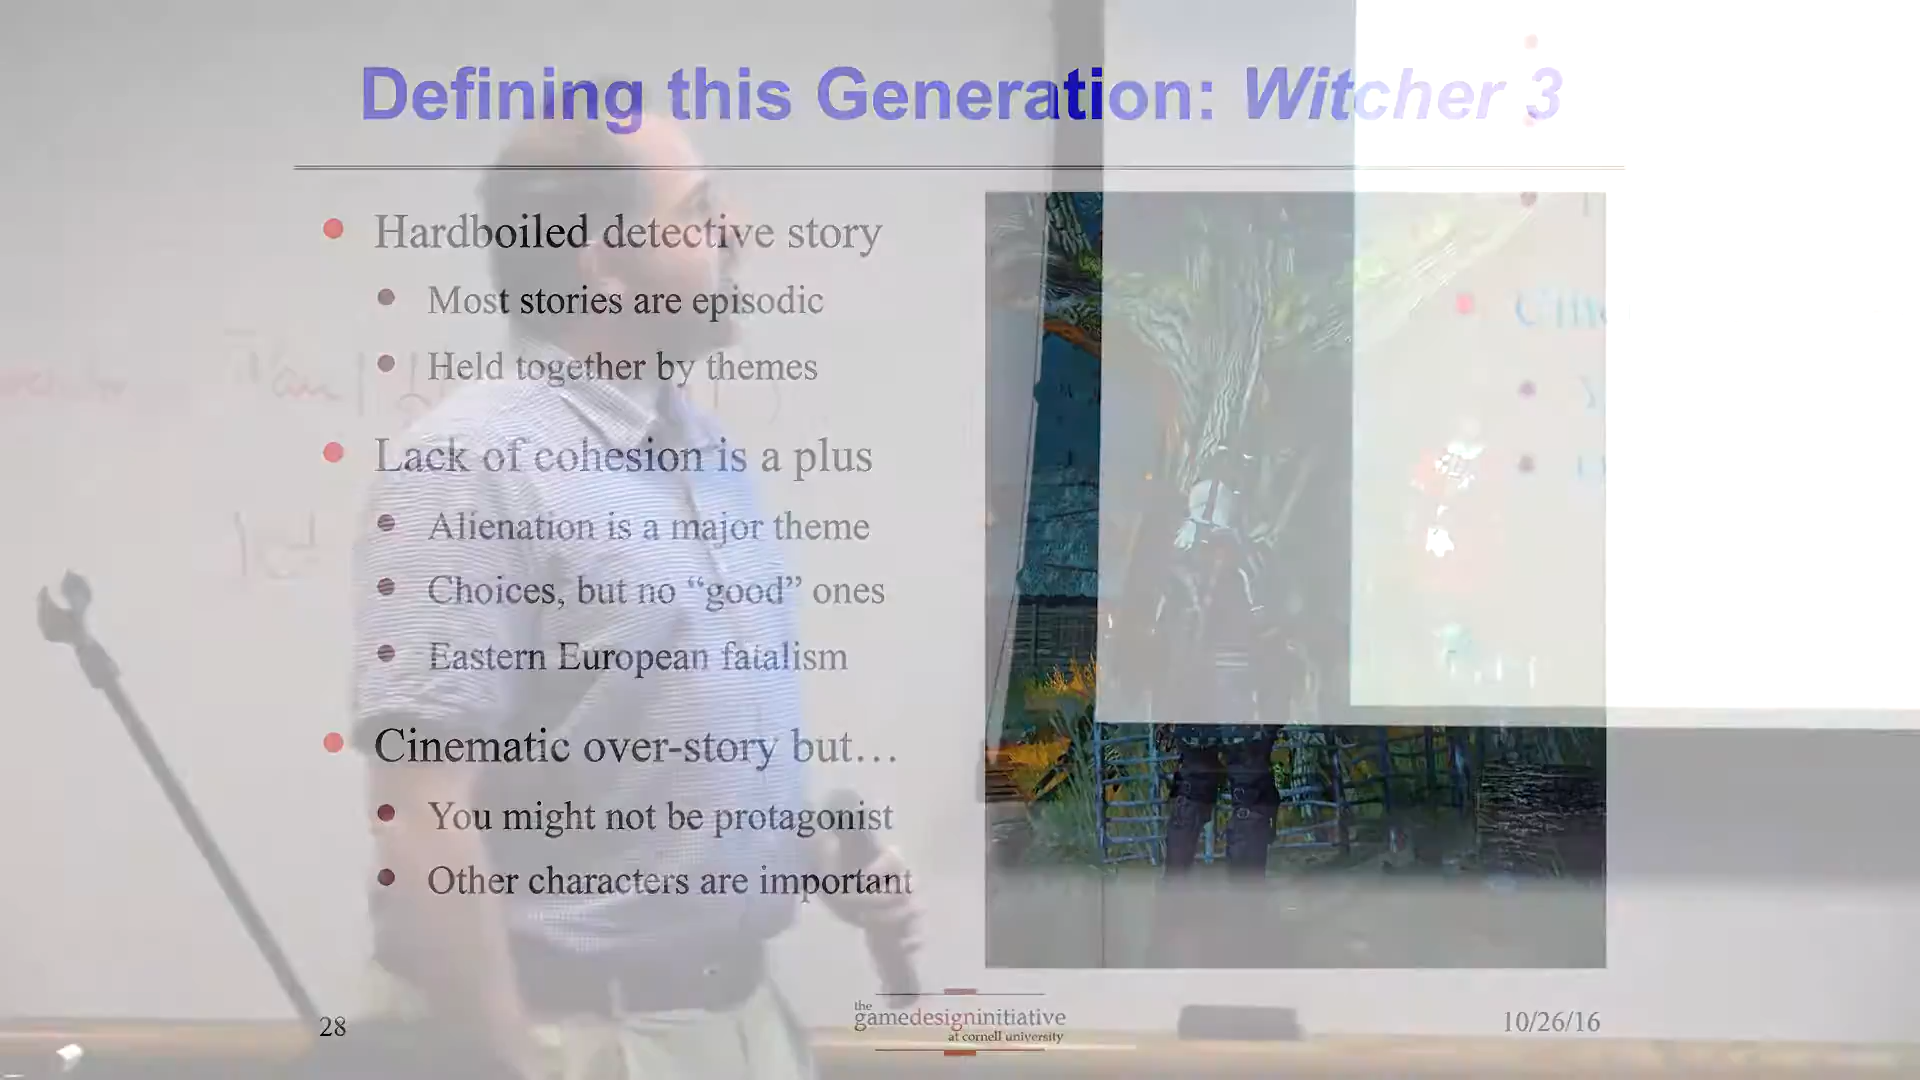 Defining this Generation: Witcher 3
Hardboiled detective story
Most stories are episodic
Held together by themes
Lack of cohesion is a plus
Alienation is a major theme
Choices, but no “good” ones
Eastern European fatalism
Cinematic over-story but…
You might not be protagonist
Other characters are important
28
the
gamedesigninitiative
at cornell university
10/26/16